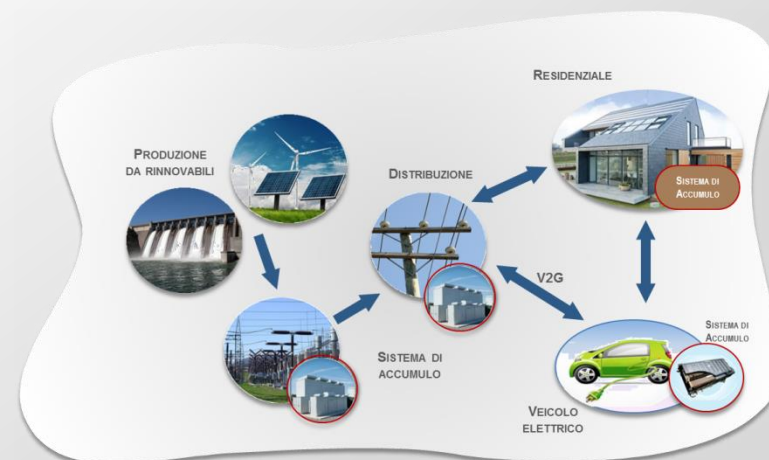 RESIDENZIALE
PRODUZIONE
DA RINNOVABILI
DISTRIBUZIONE
SISTEMA DI
ACCUMULO
V2G
SISTEMA DI
ACCUMULO
SISTEMA DI
ACCUMULO
VEICOLO
ELETTRICO